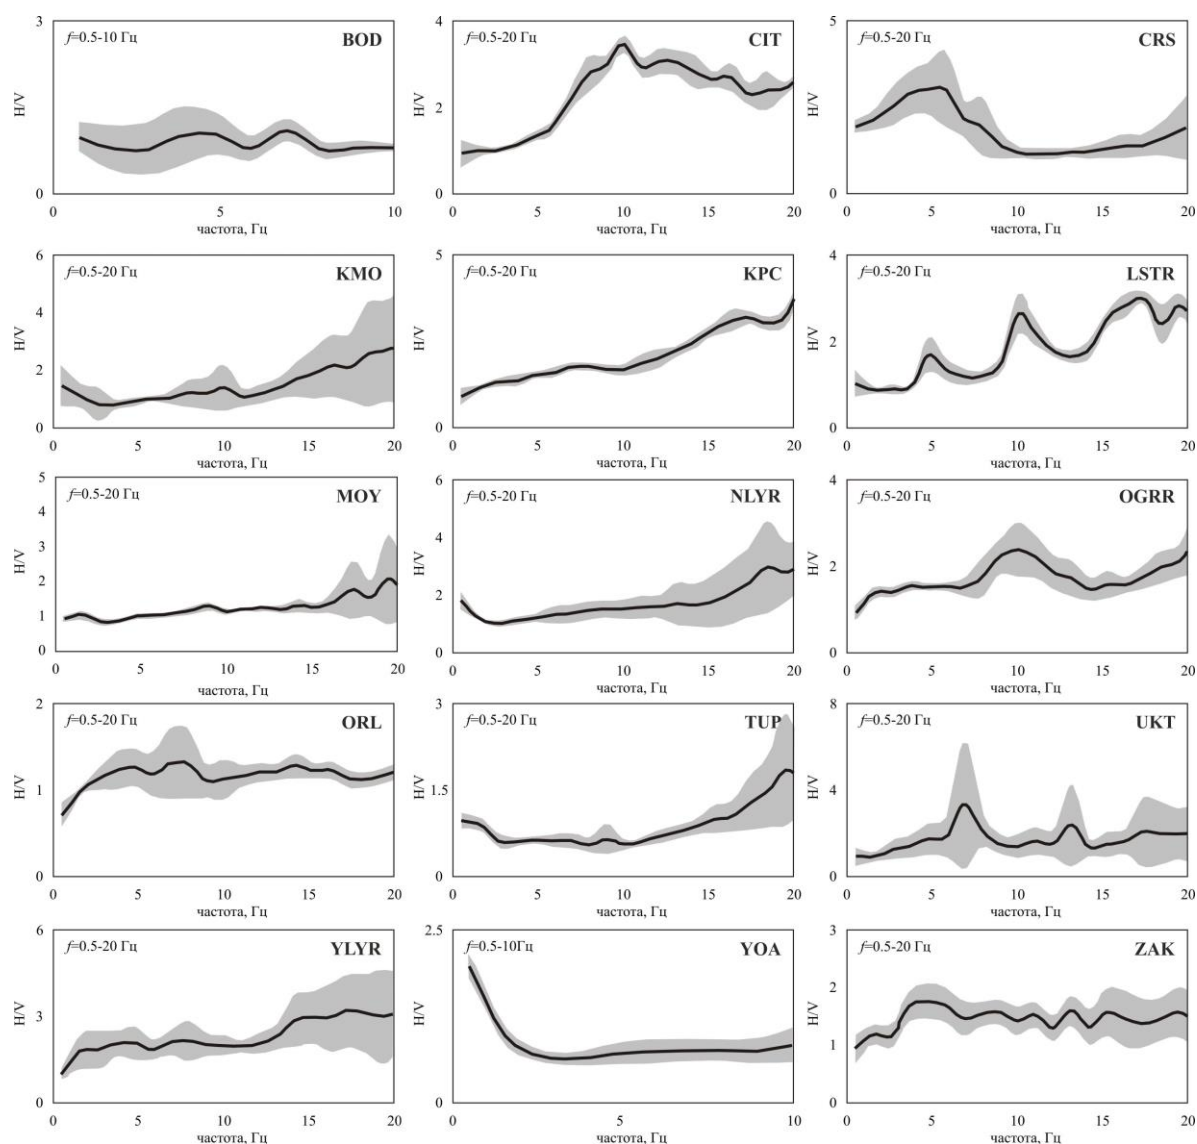 3
f=0.5-10 Гц
BOD
H/V
0
0
5
10
частота, Гц
4
f=0.5-20 Гц
CIT
H/V
2
0
0
5
10
15
20
частота, Гц
5
f=0.5-20 Гц
CRS
H/V
0
0
5
10
15
20
частота, Гц
6
f=0.5-20 Гц
KMO
4
H/V
2
0
0
5
10
15
20
частота, Гц
5
f=0.5-20 Гц
KPC
H/V
0
0
5
10
15
20
частота, Гц
4
f=0.5-20 Гц
LSTR
H/V
2
0
0
5
10
15
20
частота, Гц
5
f=0.5-20 Гц
MOY
4
3
H/V
2
1
0
0
5
10
15
20
частота, Гц
6
f=0.5-20 Гц
NLYR
4
H/V
2
0
0
5
10
15
20
частота, Гц
4
f=0.5-20 Гц
OGRR
H/V
2
0
0
5
10
15
20
частота, Гц
2
f=0.5-20 Гц
ORL
H/V
1
0
0
5
10
15
20
частота, Гц
3
f=0.5-20 Гц
TUP
H/V
1.5
0
0
5
10
15
20
частота, Гц
8
f=0.5-20 Гц
UKT
H/V
4
2
0
0
5
10
15
20
частота, Гц
6
f=0.5-20 Гц
YLYR
H/V
3
0
0
5
10
15
20
частота, Гц
2.5
f=0.5-10Гц
YOA
H/V
0
0
5
10
частота, Гц
3
f=0.5-20 Гц
ZAK
2
H/V
1
0
0
5
10
15
20
частота, Гц